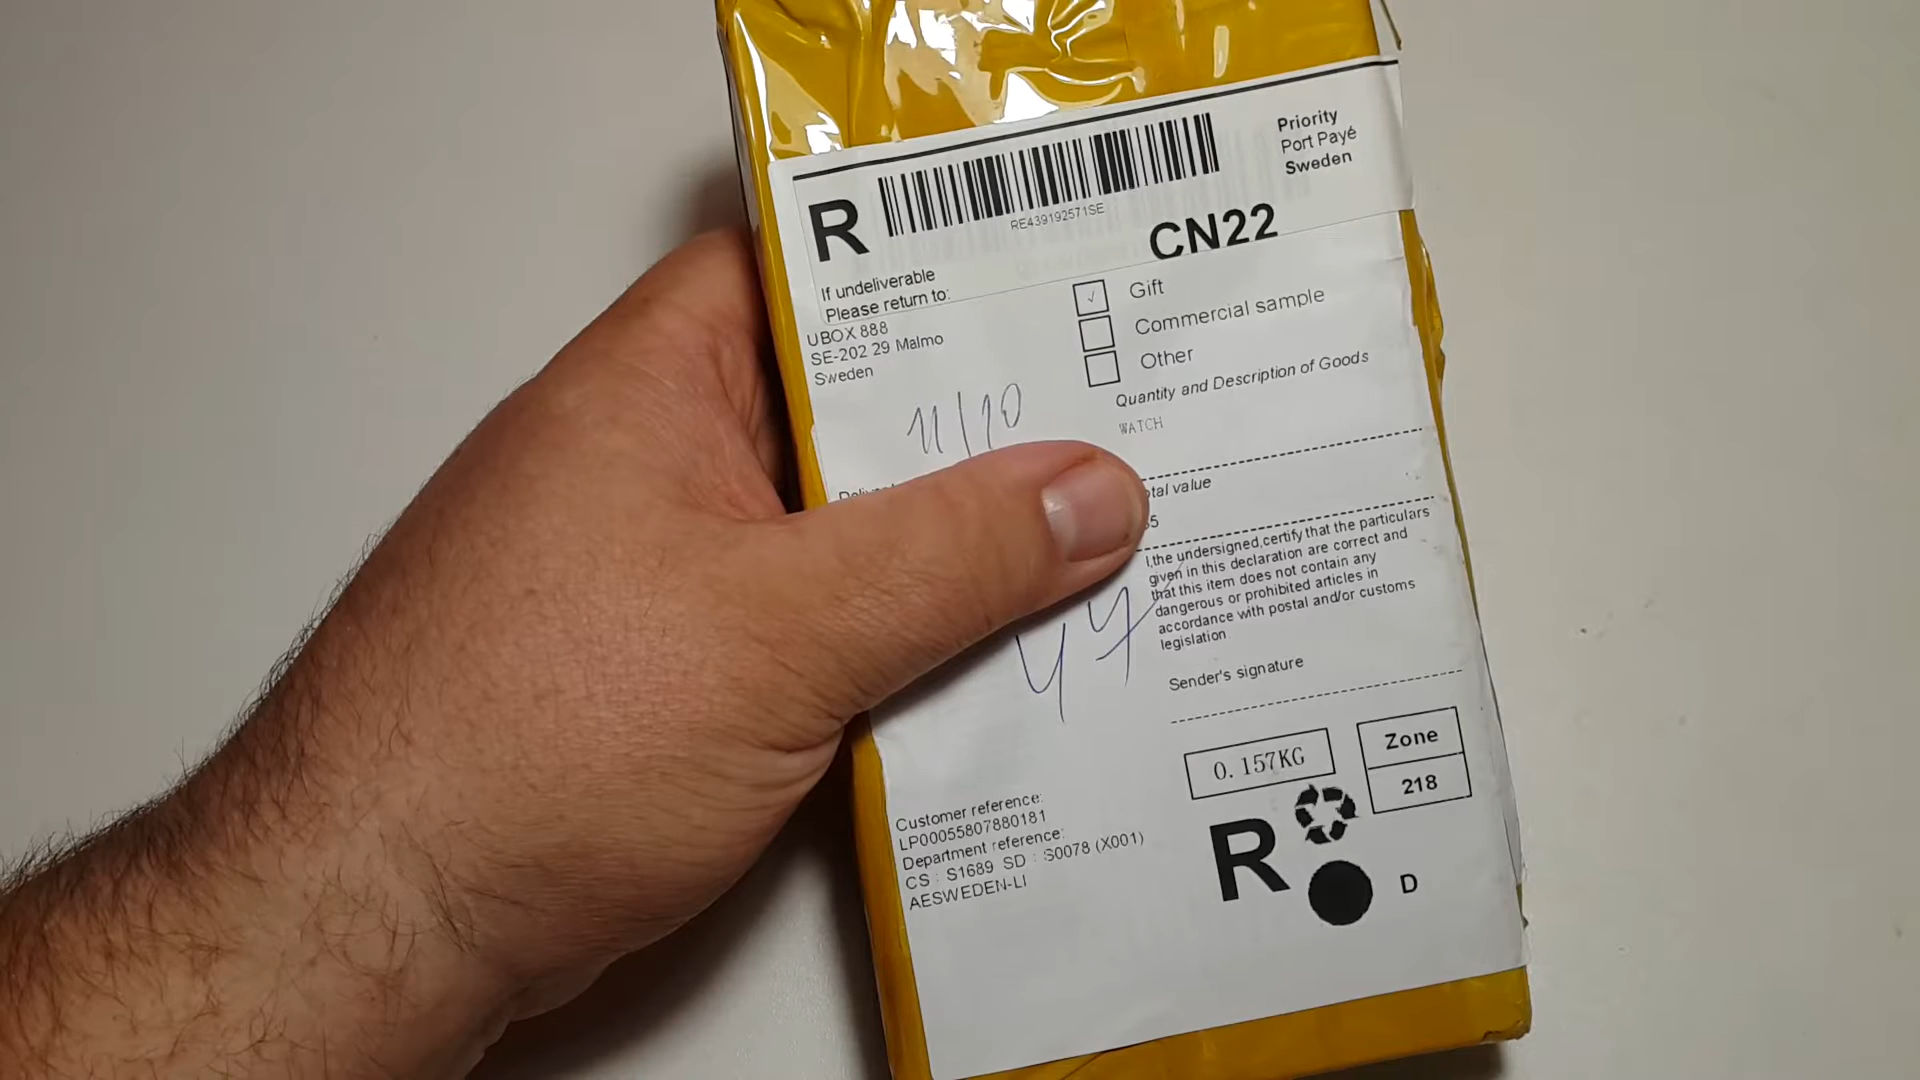 Priority
Port Payé
Sweden
R
RE439192571SE
CN22
If undeliverable
Please return to:
UBOX 888
SE-202 29 Malmo
Sweden
√ Gift
Commercial sample
Other
Quantity and Description of Goods
WATCH
11/10
otal value
5
I,the undersigned,certify that the particulars
given in this declaration are correct and
that this item does not contain any
dangerous or prohibited articles in
accordance with postal and/or customs
legislation.
Sender's signature
0.157KG
Zone
218
Customer reference:
LP00055807880181
Department reference:
CS : S1689 SD : S0078 (X001)
AESWEDEN-LI
R
D